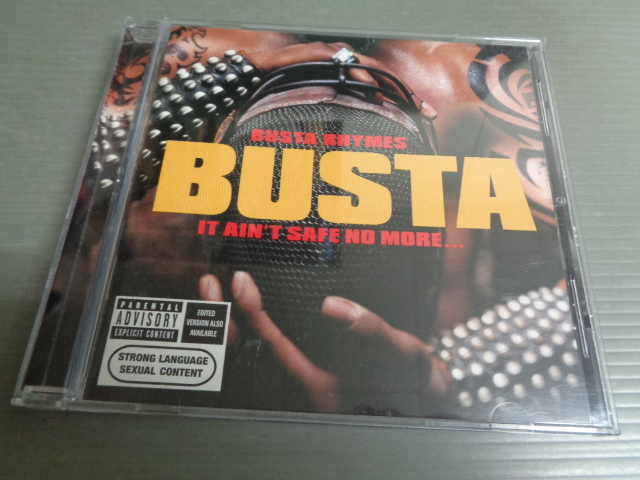 BUSTA RHYMES
BUSTA
IT AIN'T SAFE NO MORE...
PARENTAL
ADVISORY
EXPLICIT CONTENT
EDITED
VERSION ALSO
AVAILABLE
STRONG LANGUAGE
SEXUAL CONTENT